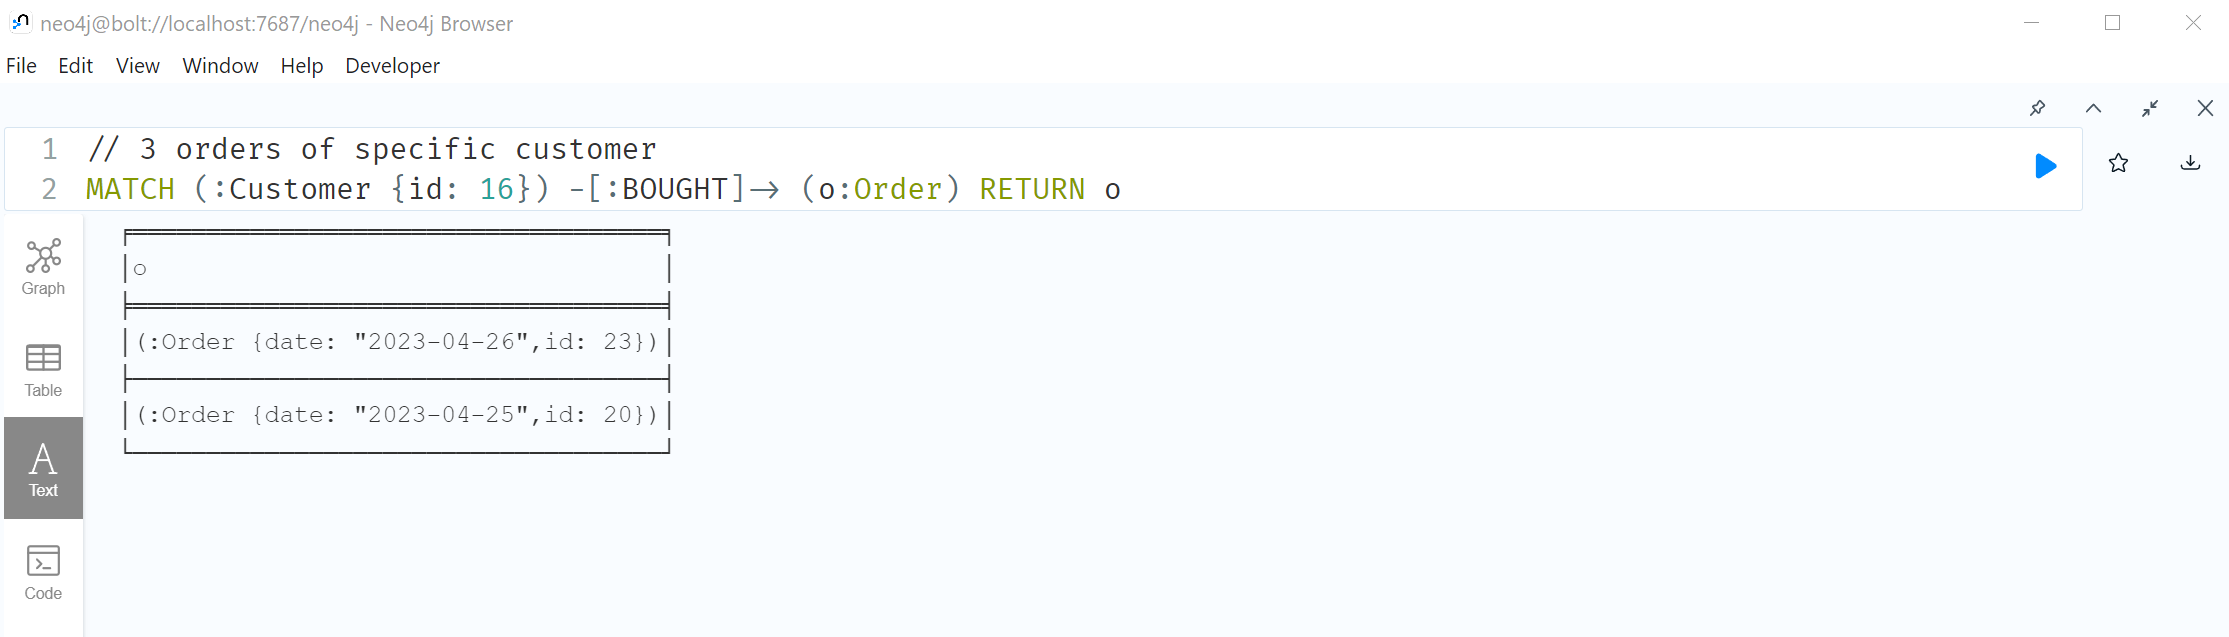 neo4j@bolt://localhost:7687/neo4j - Neo4j Browser
File Edit View Window Help Developer
1 // 3 orders of specific customer
2 MATCH (:Customer {id: 16}) -[:BOUGHT]-> (o:Order) RETURN o
o
(:Order {date: "2023-04-26",id: 23})
(:Order {date: "2023-04-25",id: 20})
Graph
Table
Text
Code